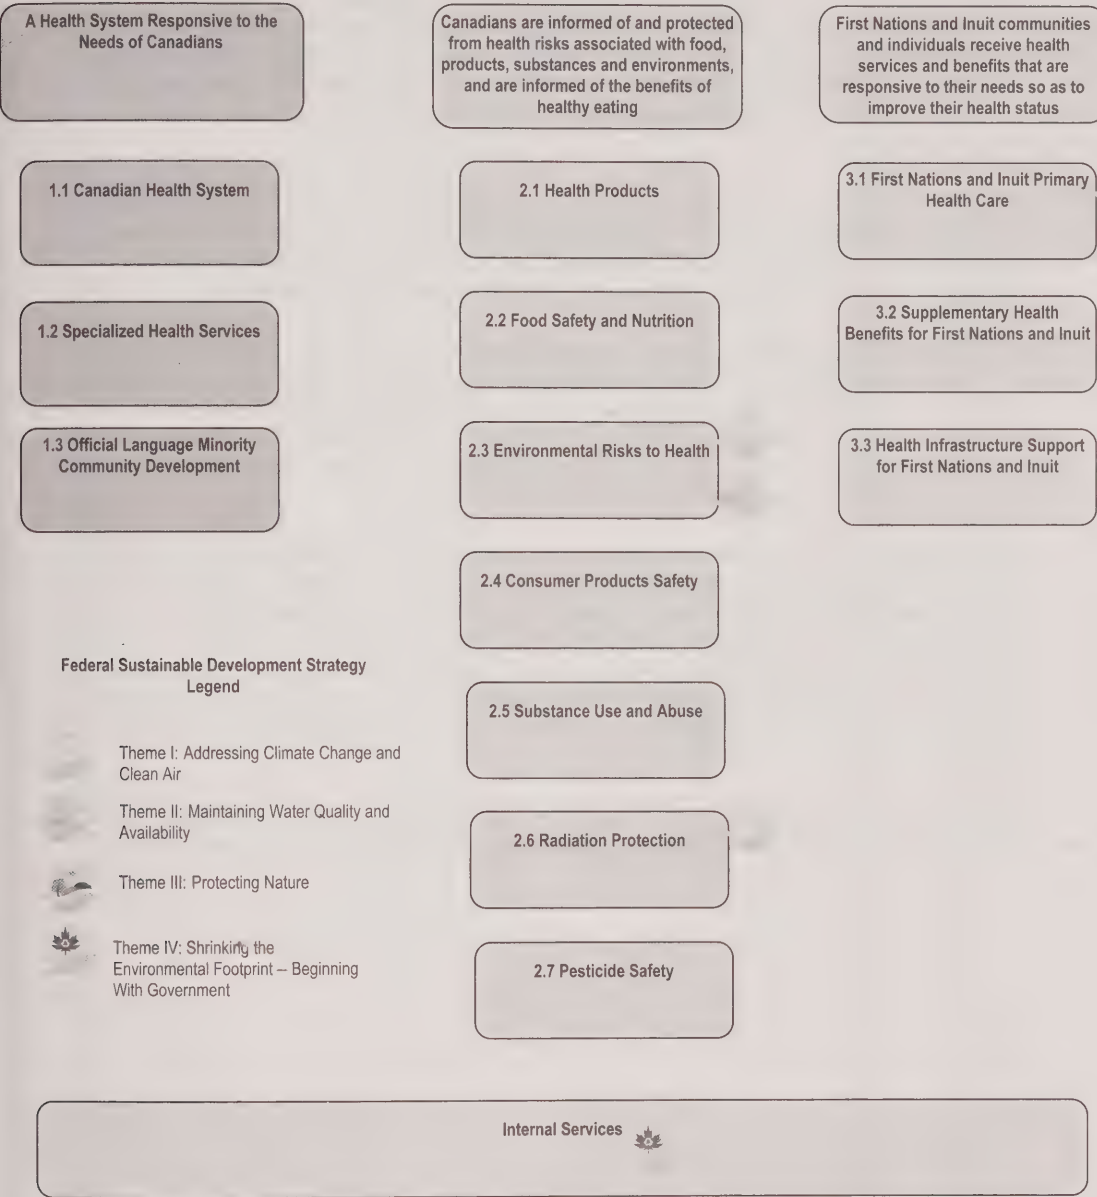 A Health System Responsive to the
Needs of Canadians
Canadians are informed of and protected
from health risks associated with food,
products, substances and environments,
and are informed of the benefits of
healthy eating
First Nations and Inuit communities
and individuals receive health
services and benefits that are
responsive to their needs so as to
improve their health status
1.1 Canadian Health System
1.2 Specialized Health Services
1.3 Official Language Minority
Community Development
2.1 Health Products
2.2 Food Safety and Nutrition
2.3 Environmental Risks to Health
2.4 Consumer Products Safety
2.5 Substance Use and Abuse
2.6 Radiation Protection
2.7 Pesticide Safety
3.1 First Nations and Inuit Primary
Health Care
3.2 Supplementary Health
Benefits for First Nations and Inuit
3.3 Health Infrastructure Support
for First Nations and Inuit
Federal Sustainable Development Strategy
Legend
Theme I: Addressing Climate Change and
Clean Air
Theme II: Maintaining Water Quality and
Availability
Theme III: Protecting Nature
Theme IV: Shrinking the
Environmental Footprint – Beginning
With Government
Internal Services